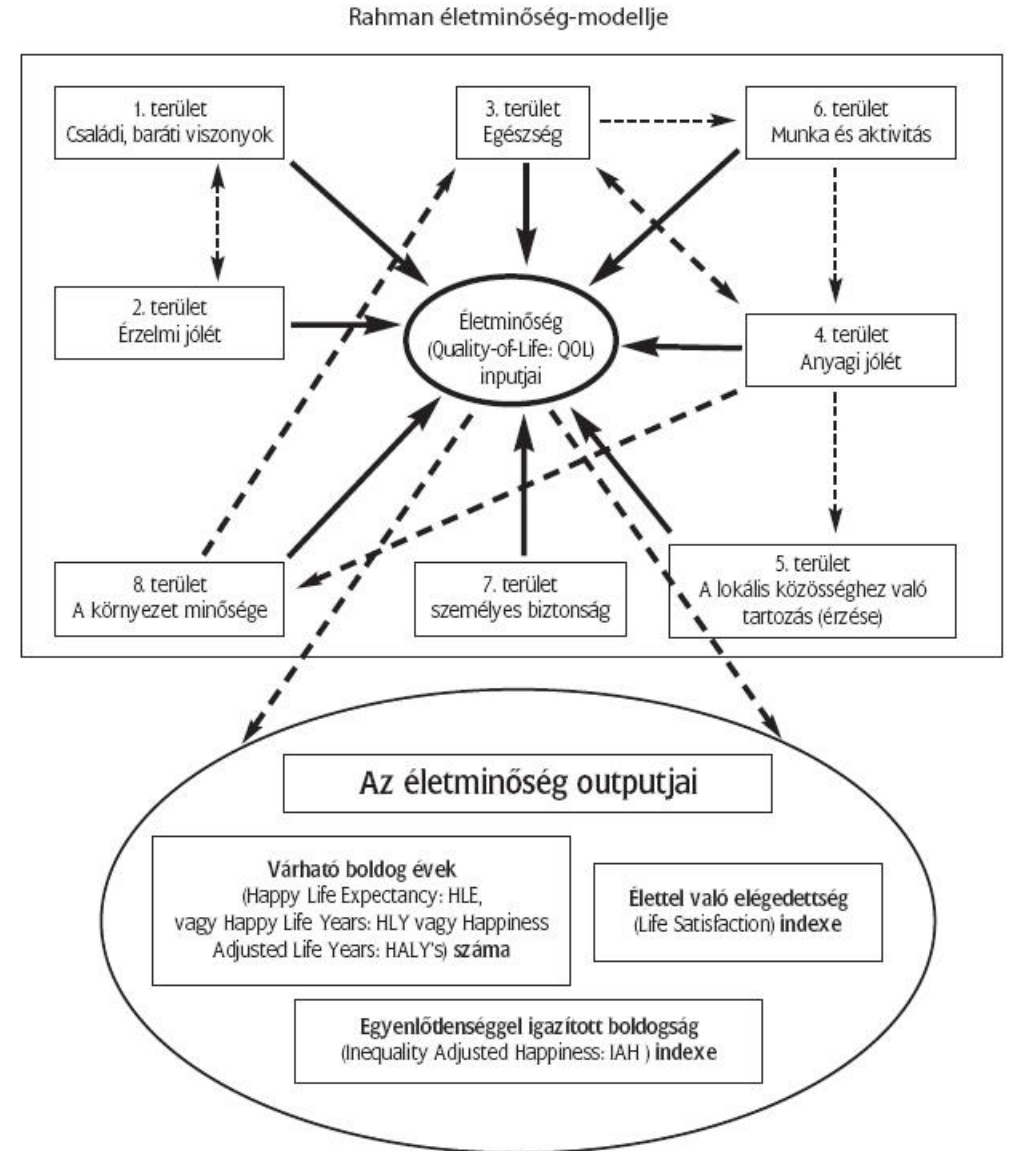 Rahman életminőség-modellje
1. terület
Családi, baráti viszonyok
3. terület
Egészség
6. terület
Munka és aktivitás
2. terület
Érzelmi jólét
Életminőség
(Quality-of-Life: QOL)
inputjai
4. terület
Anyagi jólét
8. terület
A környezet minősége
7. terület
személyes biztonság
5. terület
A lokális közösséghez való
tartozás (érzése)
Az életminőség outputjai
Várható boldog évek
(Happy Life Expectancy: HLE,
vagy Happy Life Years: HLY vagy Happiness
Adjusted Life Years: HALY's) száma
Élettel való elégedettség
(Life Satisfaction) indexe
Egyenlőtlenséggel igazított boldogság
(Inequality Adjusted Happiness: IAH ) indexe